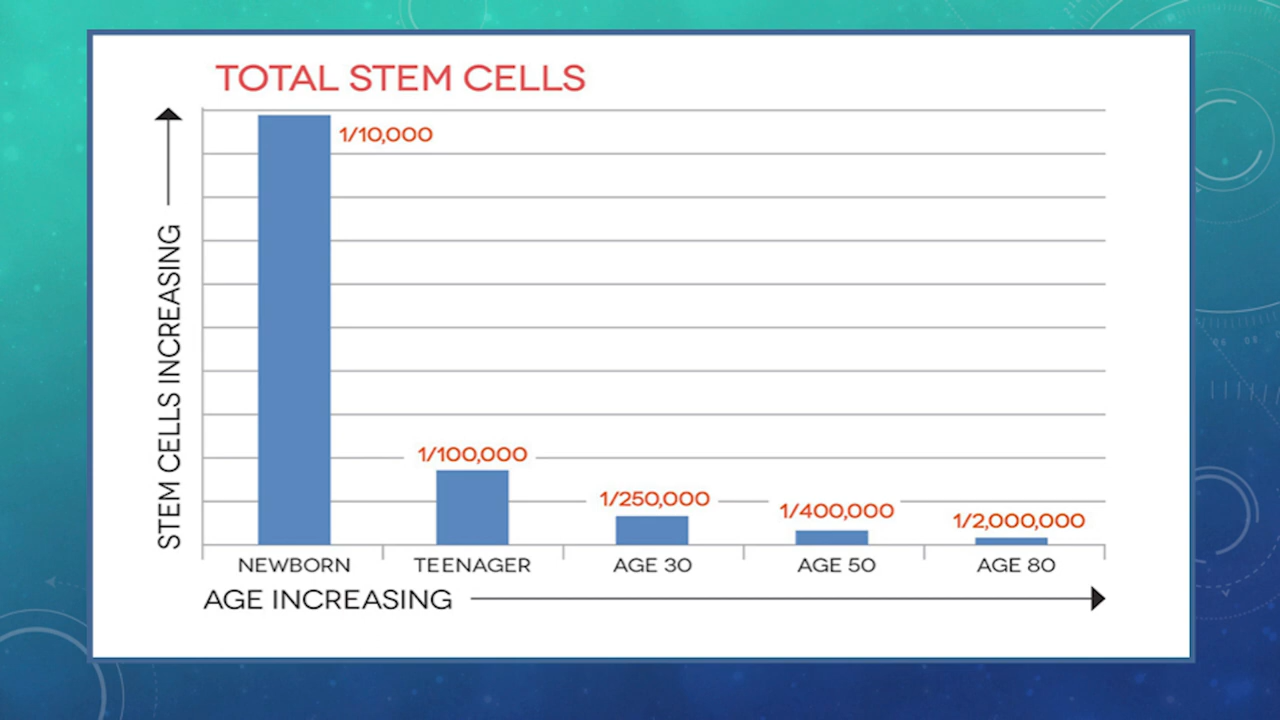 TOTAL STEM CELLS
STEM CELLS INCREASING
1/10,000
1/100,000
1/250,000
1/400,000
1/2,000,000
NEWBORN
TEENAGER
AGE 30
AGE 50
AGE 80
AGE INCREASING